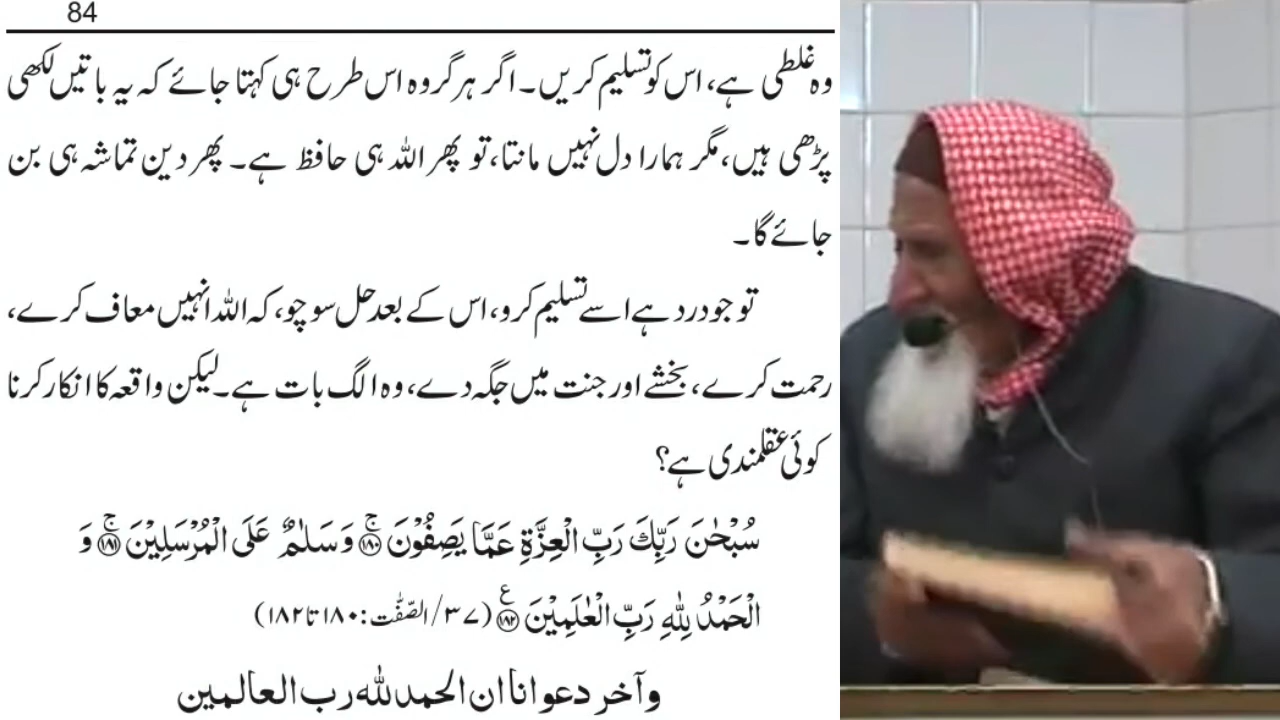 84
وہ غلطی ہے، اس کو تسلیم کریں۔ اگر ہر گروہ اس طرح ہی کہتا جائے کہ یہ باتیں لکھی
پڑھی ہیں، مگر ہمارا دل نہیں مانتا، تو پھر اللہ ہی حافظ ہے۔ پھر دین تماشہ ہی بن
جائے گا۔
تو جو درد ہے اسے تسلیم کرو، اس کے بعد حل سوچو، کہ اللہ انہیں معاف کرے،
رحمت کرے، بخشے اور جنت میں جگہ دے، وہ الگ بات ہے۔ لیکن واقعہ کا انکار کرنا
کوئی عقلمندی ہے؟
سُبْحٰنَ رَبِّكَ رَبِّ الْعِزَّةِ عَمَّا يَصِفُوْنَ ۚ‏﴿۱۸۰﴾ وَ سَلٰمٌ عَلَى الْمُرْسَلِيْنَ ۚ‏﴿۱۸۱﴾ وَ
الْحَمْدُ لِلّٰهِ رَبِّ الْعٰلَمِيْنَ ﴿۱۸۲﴾ ع (۳۷/الصّٰفّٰت: ۱۸۰ تا ۱۸۲)
وآخر دعوانا ان الحمدللہ رب العالمین